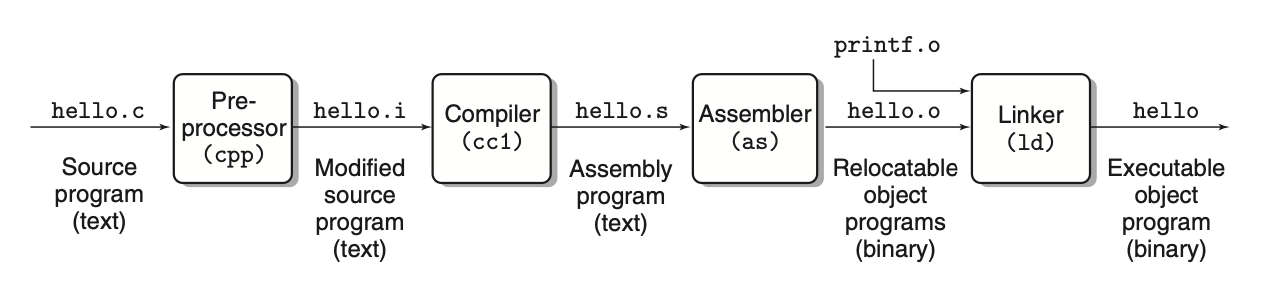 printf.o
hello.c
Pre-
processor
(cpp)
hello.i
Compiler
(cc1)
hello.s
Assembler
(as)
hello.o
Linker
(ld)
hello
Source
program
(text)
Modified
source
program
(text)
Assembly
program
(text)
Relocatable
object
programs
(binary)
Executable
object
program
(binary)